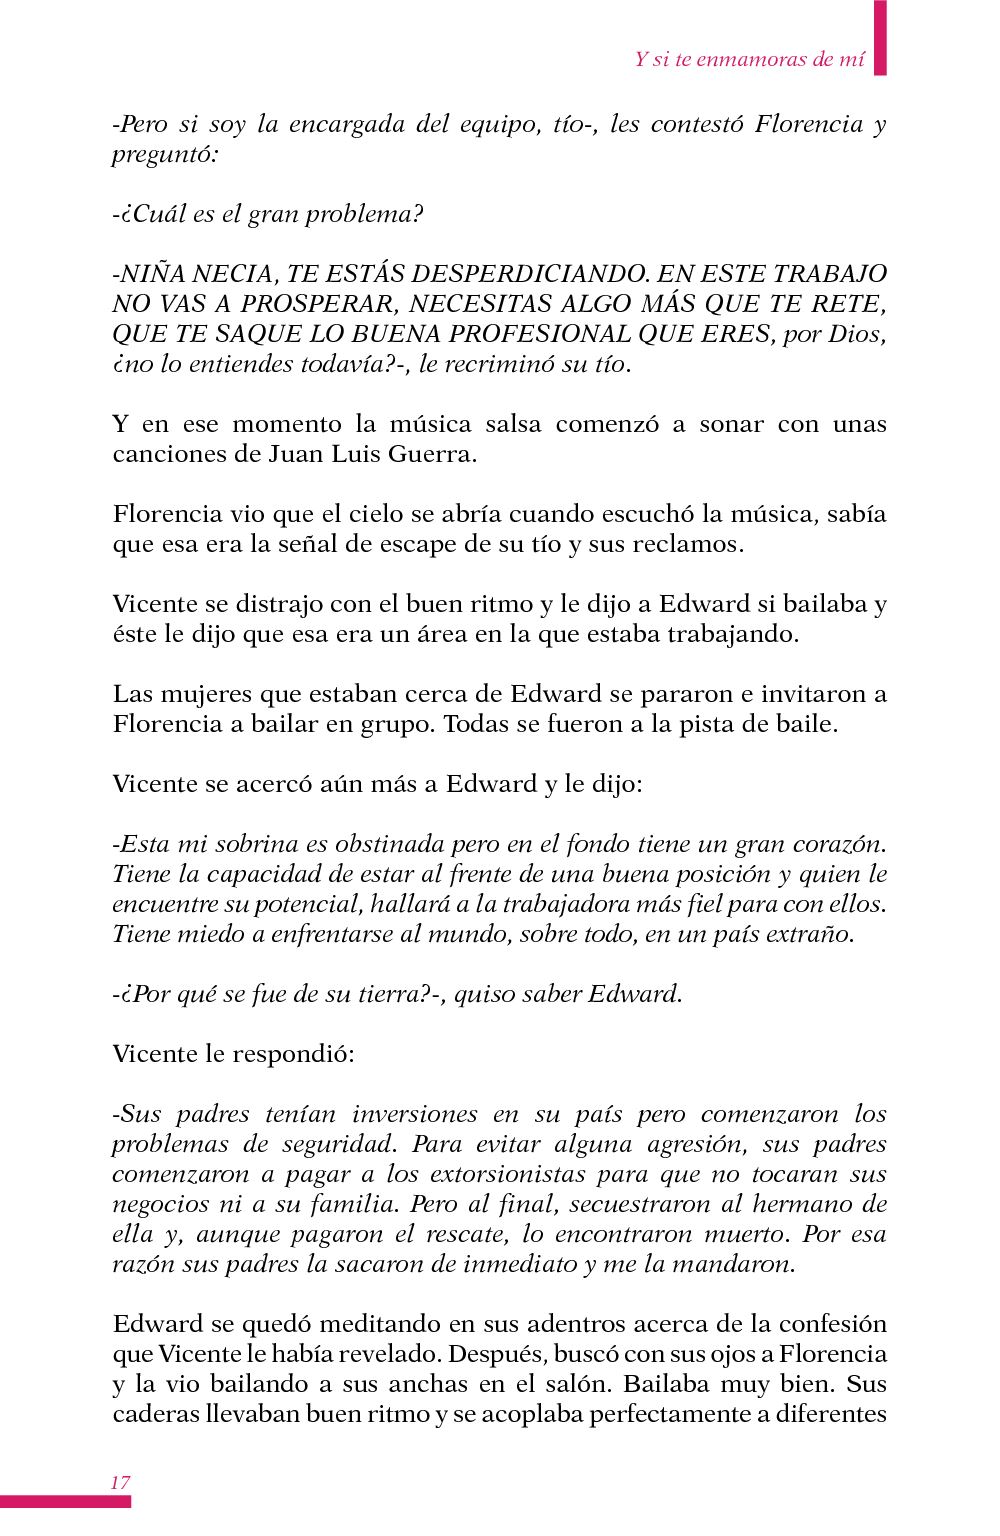 Y si te enmamoras de mí
-Pero si soy la encargada del equipo, tío-, les contestó Florencia y
preguntó:
-¿Cuál es el gran problema?
-NIÑA NECIA, TE ESTÁS DESPERDICIANDO. EN ESTE TRABAJO
NO VAS A PROSPERAR, NECESITAS ALGO MÁS QUE TE RETE,
QUE TE SAQUE LO BUENA PROFESIONAL QUE ERES, por Dios,
¿no lo entiendes todavía?-, le recriminó su tío.
Y en ese momento la música salsa comenzó a sonar con unas
canciones de Juan Luis Guerra.
Florencia vio que el cielo se abría cuando escuchó la música, sabía
que esa era la señal de escape de su tío y sus reclamos.
Vicente se distrajo con el buen ritmo y le dijo a Edward si bailaba y
éste le dijo que esa era un área en la que estaba trabajando.
Las mujeres que estaban cerca de Edward se pararon e invitaron a
Florencia a bailar en grupo. Todas se fueron a la pista de baile.
Vicente se acercó aún más a Edward y le dijo:
-Esta mi sobrina es obstinada pero en el fondo tiene un gran corazón.
Tiene la capacidad de estar al frente de una buena posición y quien le
encuentre su potencial, hallará a la trabajadora más fiel para con ellos.
Tiene miedo a enfrentarse al mundo, sobre todo, en un país extraño.
-¿Por qué se fue de su tierra?-, quiso saber Edward.
Vicente le respondió:
-Sus padres tenían inversiones en su país pero comenzaron los
problemas de seguridad. Para evitar alguna agresión, sus padres
comenzaron a pagar a los extorsionistas para que no tocaran sus
negocios ni a su familia. Pero al final, secuestraron al hermano de
ella y, aunque pagaron el rescate, lo encontraron muerto. Por esa
razón sus padres la sacaron de inmediato y me la mandaron.
Edward se quedó meditando en sus adentros acerca de la confesión
que Vicente le había revelado. Después, buscó con sus ojos a Florencia
y la vio bailando a sus anchas en el salón. Bailaba muy bien. Sus
caderas llevaban buen ritmo y se acoplaba perfectamente a diferentes
17